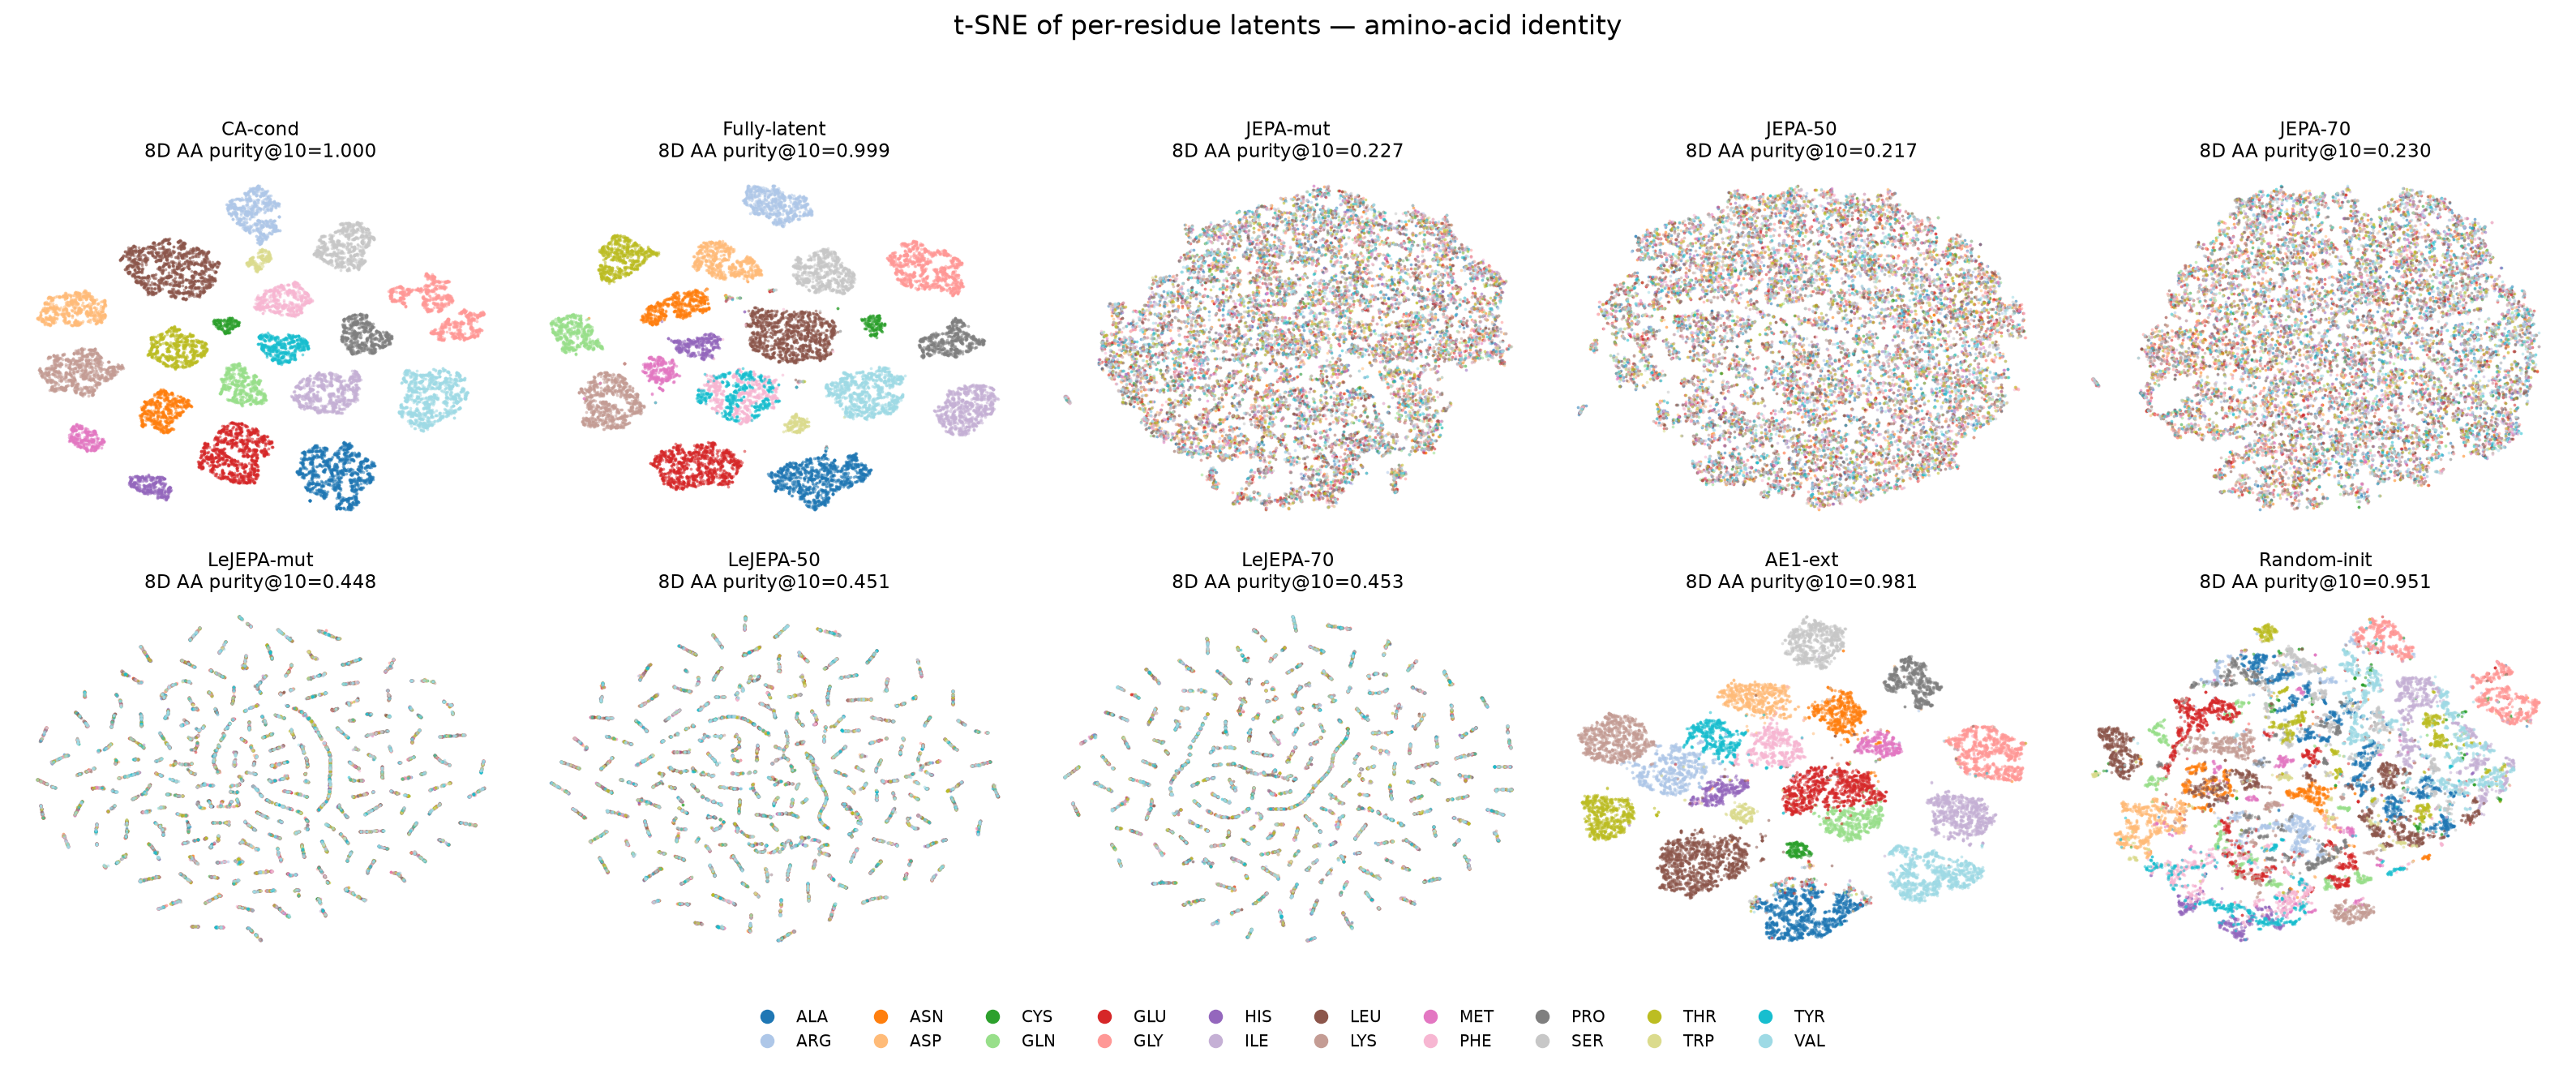 t-SNE of per-residue latents — amino-acid identity
CA-cond
8D AA purity@10=1.000
Fully-latent
8D AA purity@10=0.999
JEPA-mut
8D AA purity@10=0.227
JEPA-50
8D AA purity@10=0.217
JEPA-70
8D AA purity@10=0.230
LeJEPA-mut
8D AA purity@10=0.448
LeJEPA-50
8D AA purity@10=0.451
LeJEPA-70
8D AA purity@10=0.453
AE1-ext
8D AA purity@10=0.981
Random-init
8D AA purity@10=0.951
ALA ASN CYS GLU HIS LEU MET PRO THR TYR
ARG ASP GLN GLY ILE LYS PHE SER TRP VAL